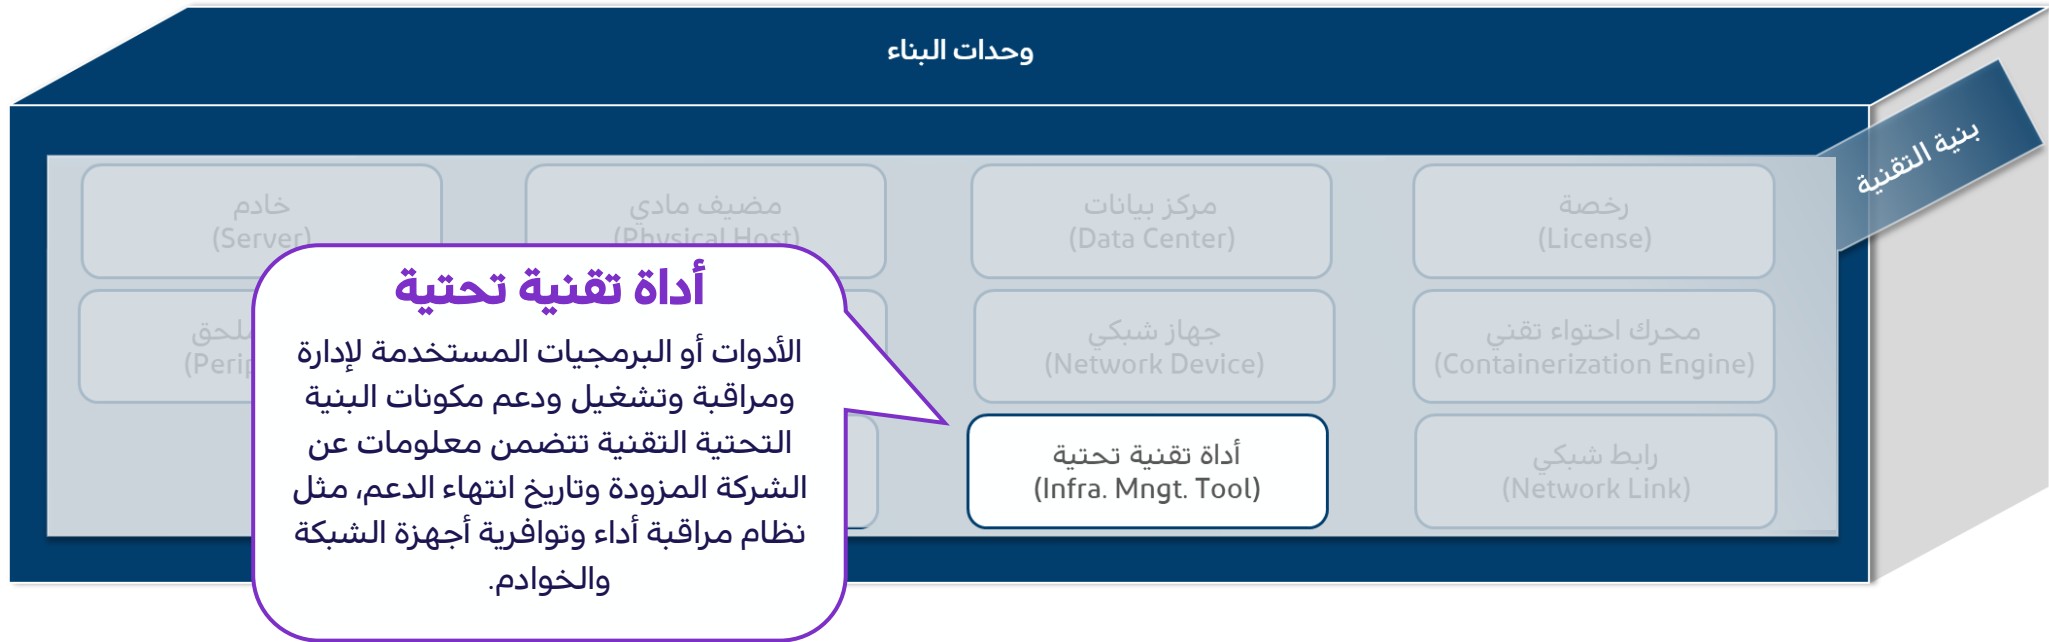 وحدات البناء
بنية التقنية
رخصة
(License)
مركز بيانات
(Data Center)
مضيف مادي
(Physical Host)
خادم
(Server)
محرك احتواء تقني
(Containerization Engine)
جهاز شبكي
(Network Device)
ملحق
رابط شبكي
(Network Link)
أداة تقنية تحتية
(Infra. Mngt. Tool)
أداة تقنية تحتية
الأدوات أو البرمجيات المستخدمة لإدارة
ومراقبة وتشغيل ودعم مكونات البنية
التحتية التقنية تتضمن معلومات عن
الشركة المزودة وتاريخ انتهاء الدعم، مثل
نظام مراقبة أداء وتوافرية أجهزة الشبكة
والخوادم.